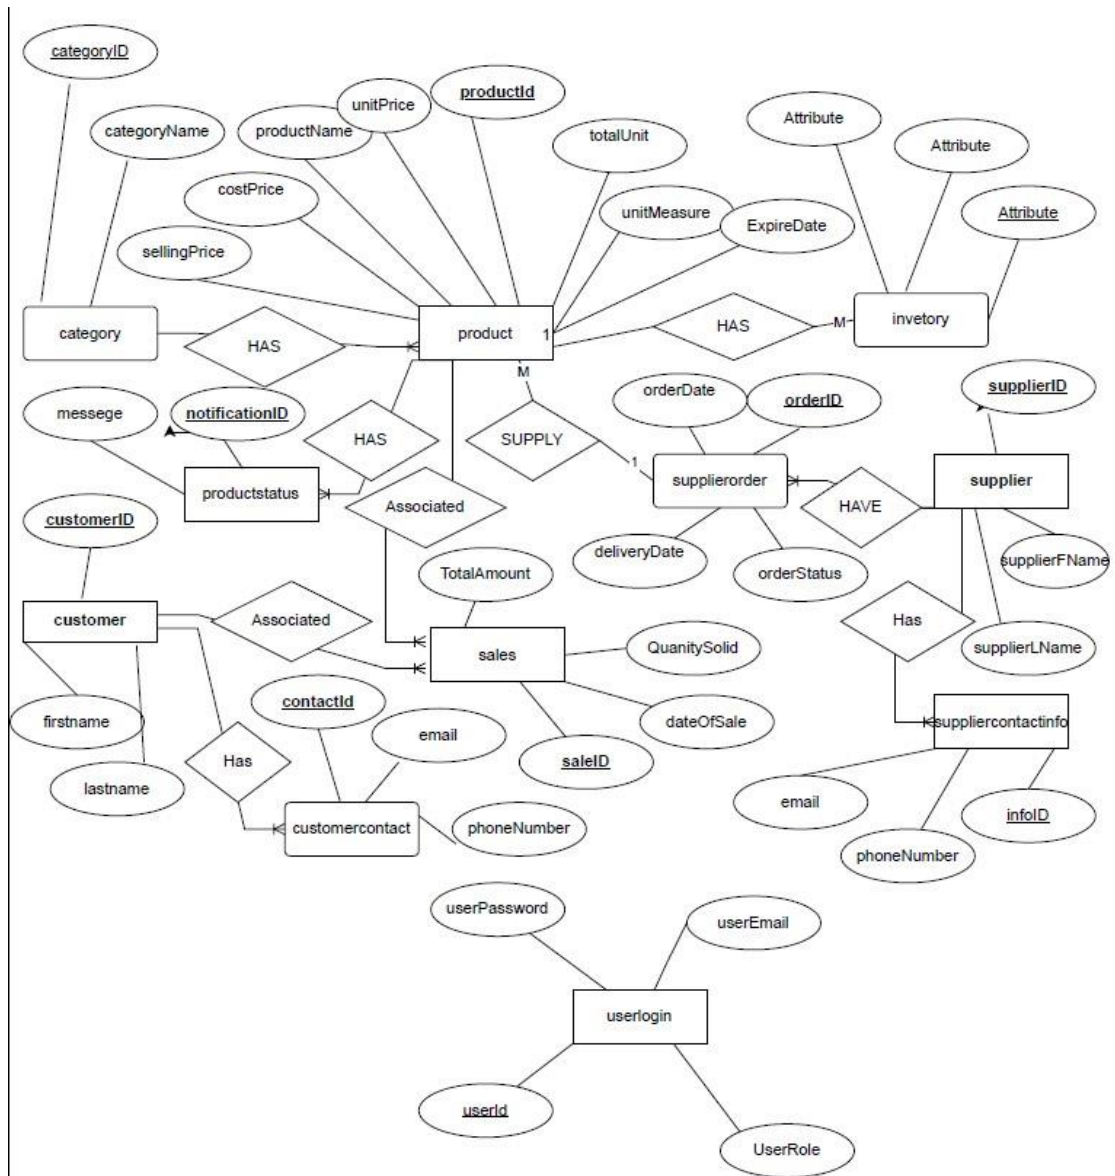 categoryID
categoryName
productName
unitPrice
productId
totalUnit
Attribute
Attribute
Attribute
costPrice
unitMeasure
ExpireDate
sellingPrice
category
HAS
product
1
HAS
M
invetory
M
messege
notificationID
HAS
SUPPLY
1
orderDate
orderID
supplierID
productstatus
Associated
supplierorder
HAVE
supplier
customerID
deliveryDate
orderStatus
supplierFName
TotalAmount
customer
Associated
sales
QuanitySolid
Has
supplierLName
firstname
contactId
email
dateOfSale
suppliercontactinfo
lastname
Has
saleID
customercontact
phoneNumber
email
infoID
phoneNumber
userPassword
userEmail
userlogin
userId
UserRole